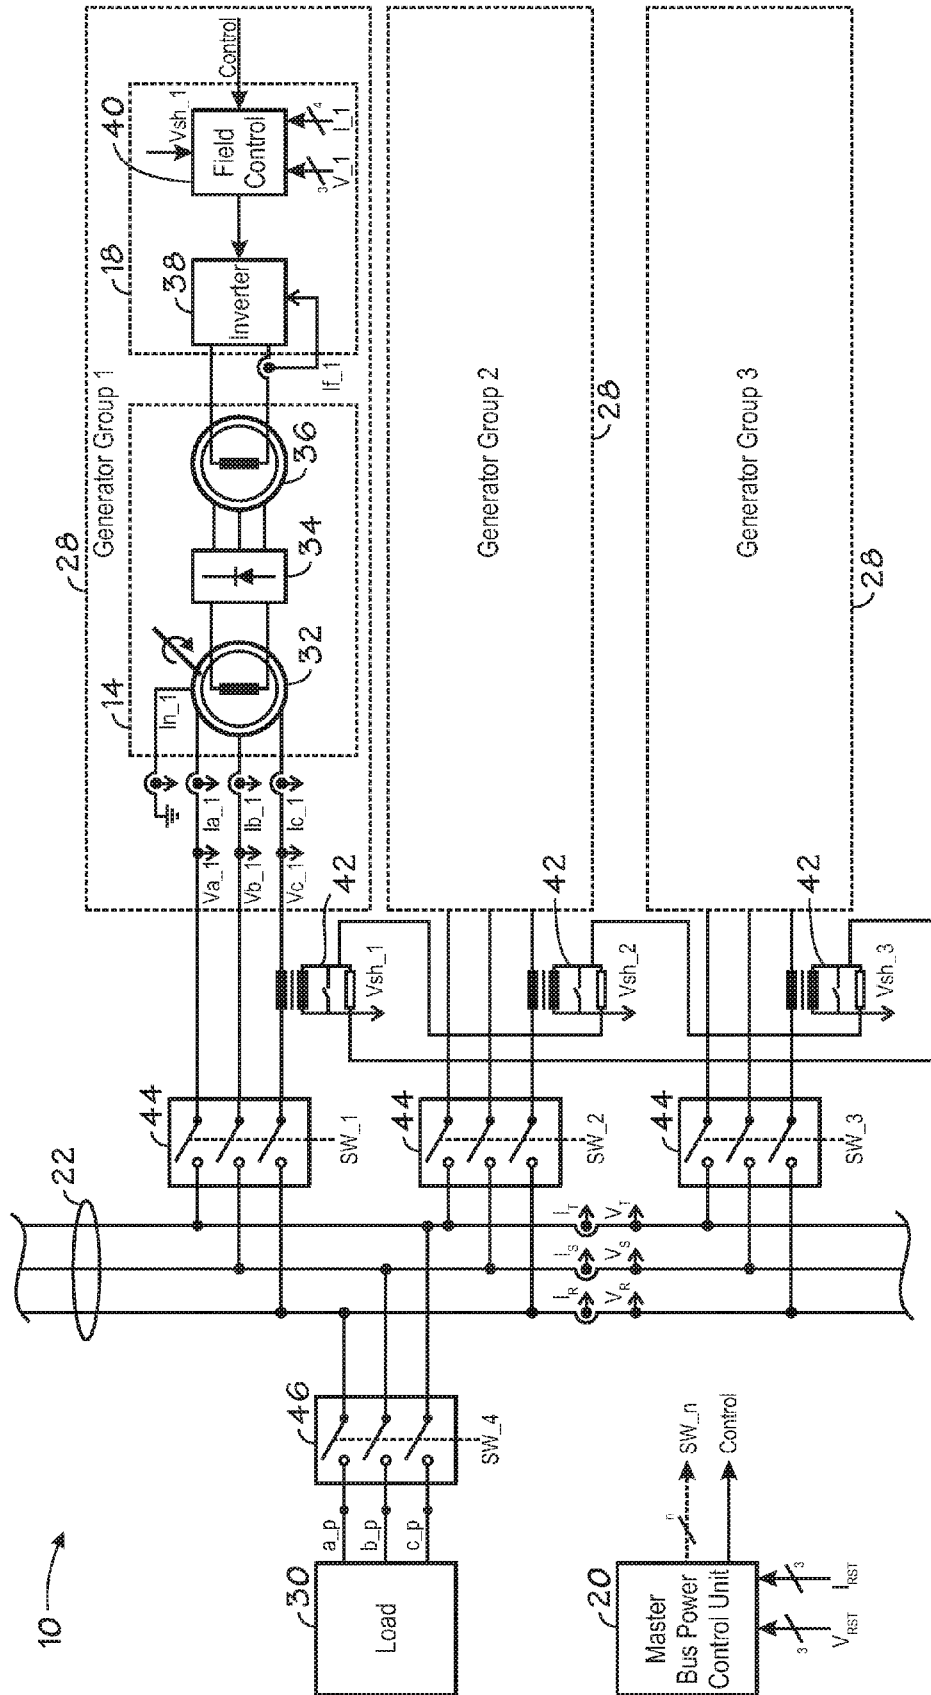 10
22
44
SW_1
44
SW_2
44
SW_3
46
SW_4
a_p
b_p
c_p
30
Load
20
Master
Bus Power
Control Unit
SW_n
n
Control
V_RST
3
I_RST
3
I_R
I_S
I_T
V_R
V_S
V_T
28
Generator Group 1
14
In_1
Va_1
Ia_1
Vb_1
Ib_1
Vc_1
Ic_1
32
34
36
18
38
Inverter
If_1
40
Field
Control
Vsh_1
Control
3
V_1
4
I_1
42
Vsh_1
Generator Group 2
28
42
Vsh_2
Generator Group 3
28
42
Vsh_3